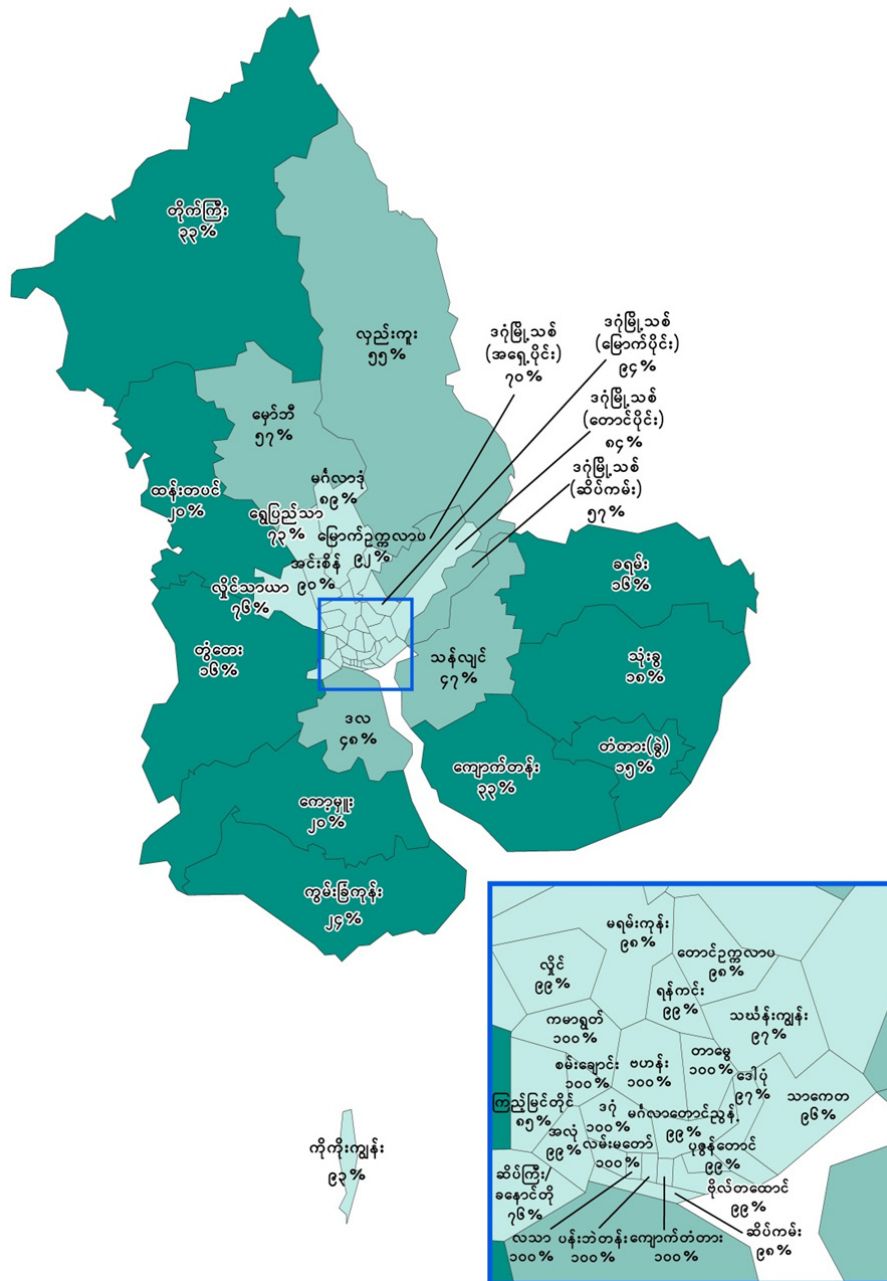 တိုက်ကြီး
၃၃%
လှည်းကူး
၅၅%
ဒဂုံမြို့သစ်
(အရှေ့ပိုင်း)
၇၀%
ဒဂုံမြို့သစ်
(မြောက်ပိုင်း)
၉၄%
ဒဂုံမြို့သစ်
(တောင်ပိုင်း)
၈၄%
ဒဂုံမြို့သစ်
(ဆိပ်ကမ်း)
၅၇%
မှော်ဘီ
၅၇%
မင်္ဂလာဒုံ
၈၉%
ထန်းတပင်
၂၀%
ရွှေပြည်သာ
၇၃%
မြောက်ဥက္ကလာပ
၉၂%
အင်းစိန်
၉၀%
လှိုင်သာယာ
၇၆%
ခရမ်း
၁၆%
တွံတေး
၁၆%
သန်လျင်
၄၇%
သုံးခွ
၁၈%
ဒလ
၄၈%
တံတား(ခွဲ)
၁၅%
ကျောက်တန်း
၃၃%
ကော့မှူး
၂၀%
ကွမ်းခြံကုန်း
၂၄%
ကိုကိုးကျွန်း
၉၃%
မရမ်းကုန်း
၉၈%
တောင်ဥက္ကလာပ
၉၈%
လှိုင်
၉၉%
ရန်ကင်း
၉၉%
သင်္ဃန်းကျွန်း
၉၇%
ကမာရွတ်
၁၀၀%
တာမွေ
၁၀၀%
စမ်းချောင်း
၁၀၀%
ဗဟန်း
၁၀၀%
ဒေါပုံ
၉၇%
သာကေတ
၉၆%
ကြည့်မြင်တိုင်
၈၅%
ဒဂုံ
၁၀၀%
မင်္ဂလာတောင်ညွန့်
၉၉%
အလုံ
၉၉%
လမ်းမတော်
၁၀၀%
ပုဇွန်တောင်
၉၉%
ဆိပ်ကြီး/
ခနောင်တို
၇၆%
ဗိုလ်တထောင်
၉၉%
ဆိပ်ကမ်း
၉၈%
လသာ
၁၀၀%
ပန်းဘဲတန်း
၁၀၀%
ကျောက်တံတား
၁၀၀%